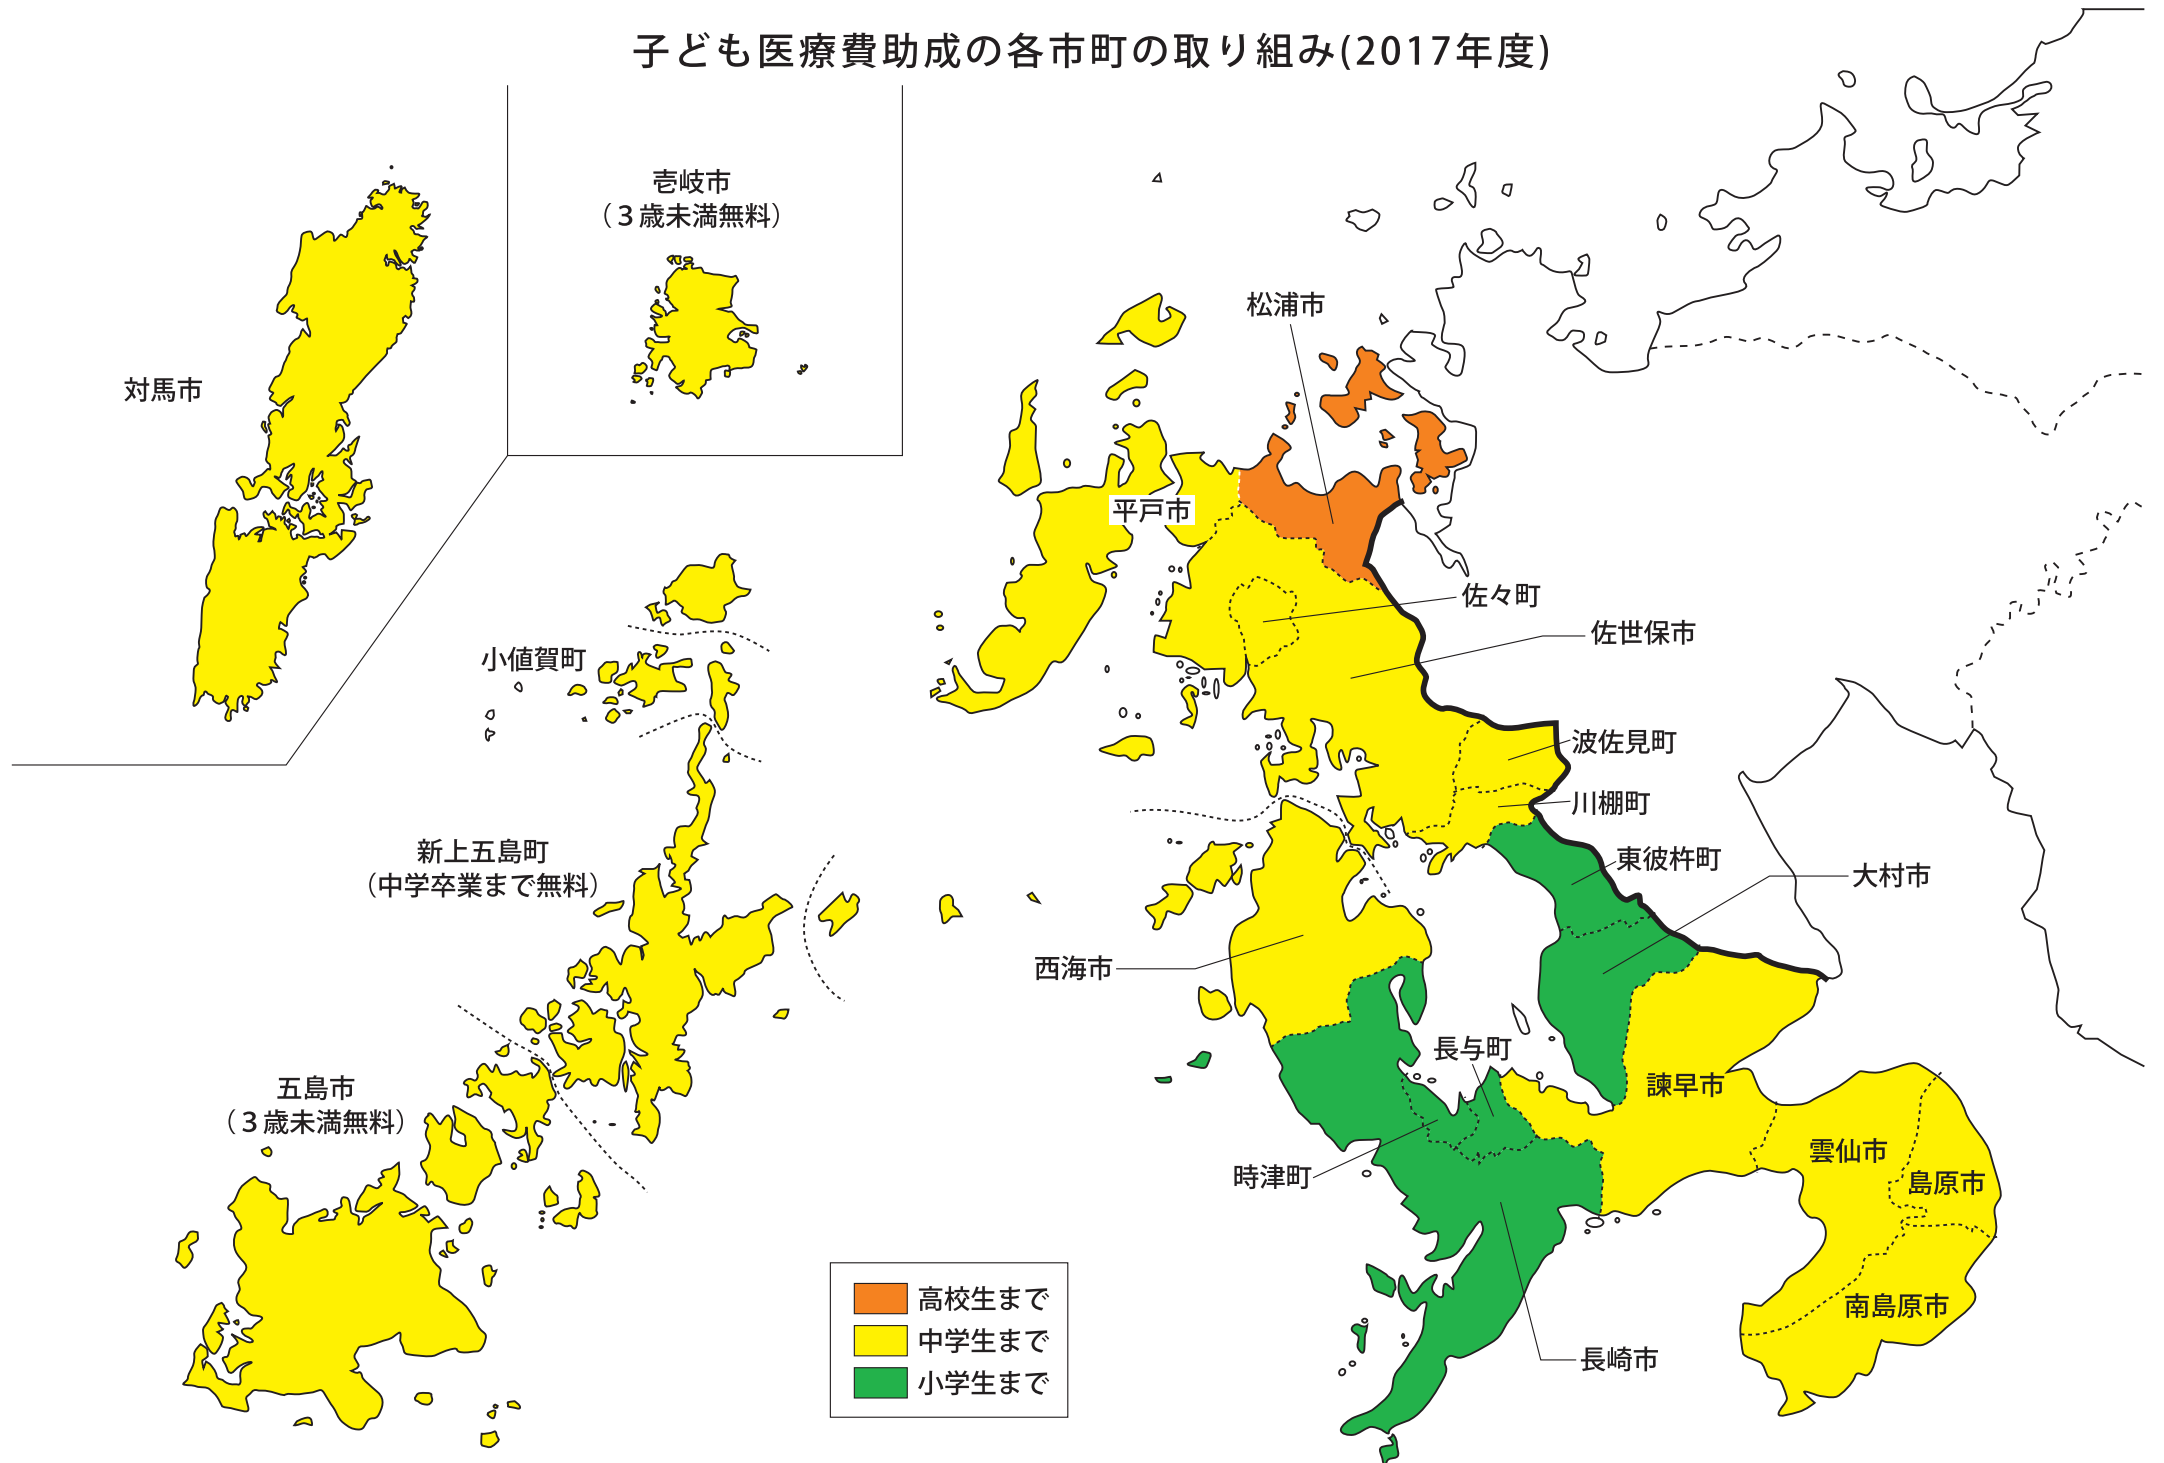 子ども医療費助成の各市町の取り組み(2017年度)
壱岐市
（３歳未満無料）
松浦市
対馬市
平戸市
佐々町
佐世保市
小値賀町
波佐見町
川棚町
新上五島町
（中学卒業まで無料）
東彼杵町
大村市
西海市
長与町
五島市
（３歳未満無料）
諫早市
雲仙市
時津町
島原市
南島原市
高校生まで
中学生まで
小学生まで
長崎市